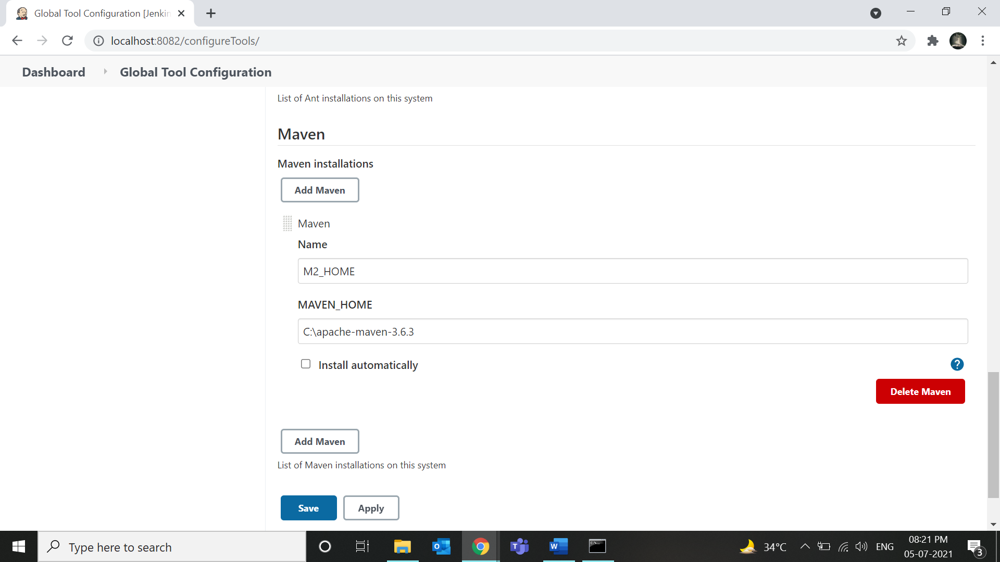 Global Tool Configuration [Jenkin
localhost:8082/configureTools/
Dashboard
Global Tool Configuration
List of Ant installations on this system
Maven
Maven installations
Add Maven
Maven
Name
M2_HOME
MAVEN_HOME
C:\apache-maven-3.6.3
Install automatically
?
Delete Maven
Add Maven
List of Maven installations on this system
Save
Apply
Type here to search
34°C
ENG
08:21 PM
05-07-2021
3